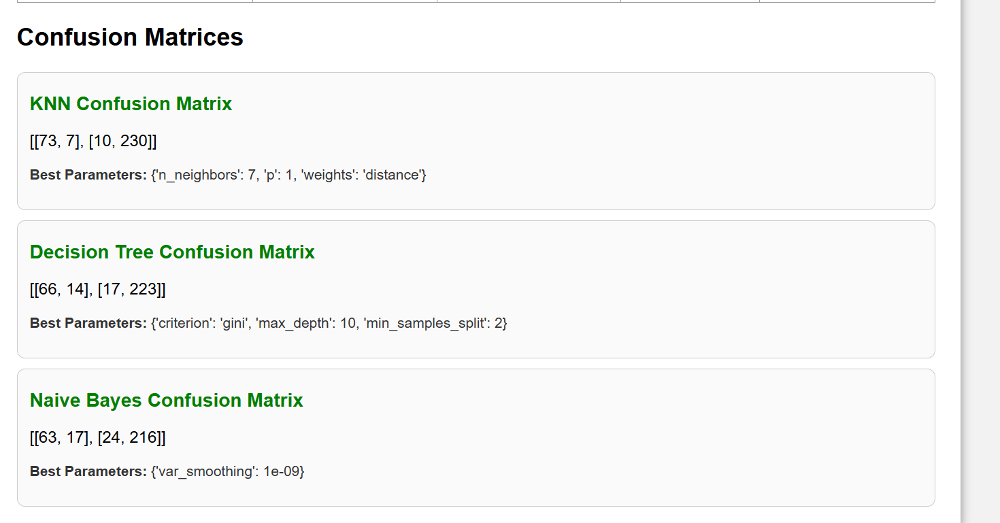 Confusion Matrices
KNN Confusion Matrix
[[73, 7], [10, 230]]
Best Parameters: {'n_neighbors': 7, 'p': 1, 'weights': 'distance'}
Decision Tree Confusion Matrix
[[66, 14], [17, 223]]
Best Parameters: {'criterion': 'gini', 'max_depth': 10, 'min_samples_split': 2}
Naive Bayes Confusion Matrix
[[63, 17], [24, 216]]
Best Parameters: {'var_smoothing': 1e-09}